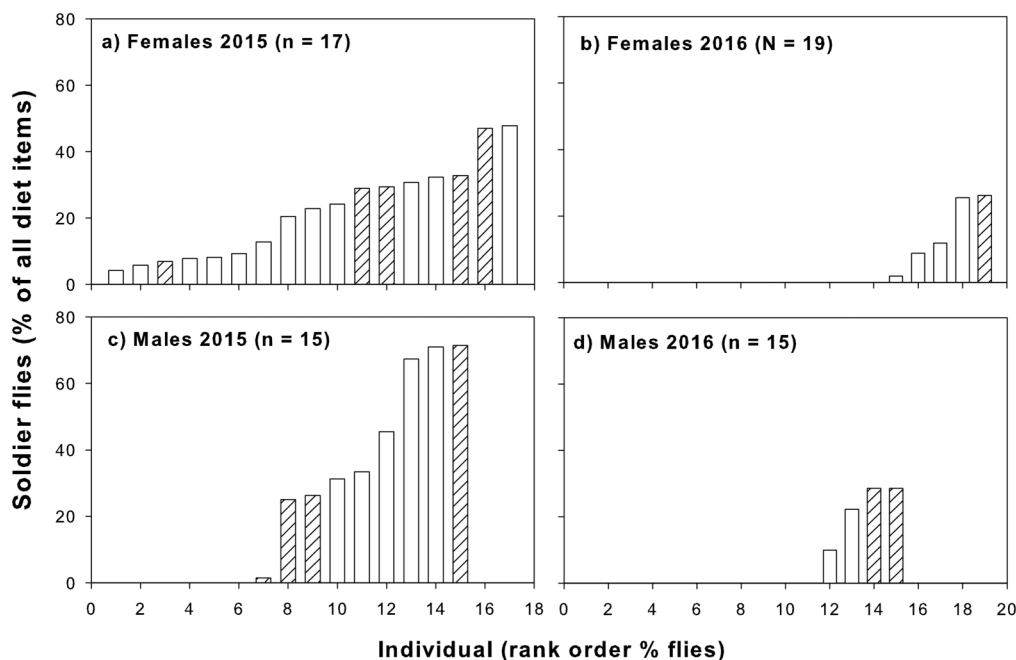 a) Females 2015 (n = 17)
b) Females 2016 (N = 19)
c) Males 2015 (n = 15)
d) Males 2016 (n = 15)
Soldier flies (% of all diet items)
80
60
40
20
0
80
60
40
20
0
0 2 4 6 8 10 12 14 16 18
0 2 4 6 8 10 12 14 16 18 20
Individual (rank order % flies)